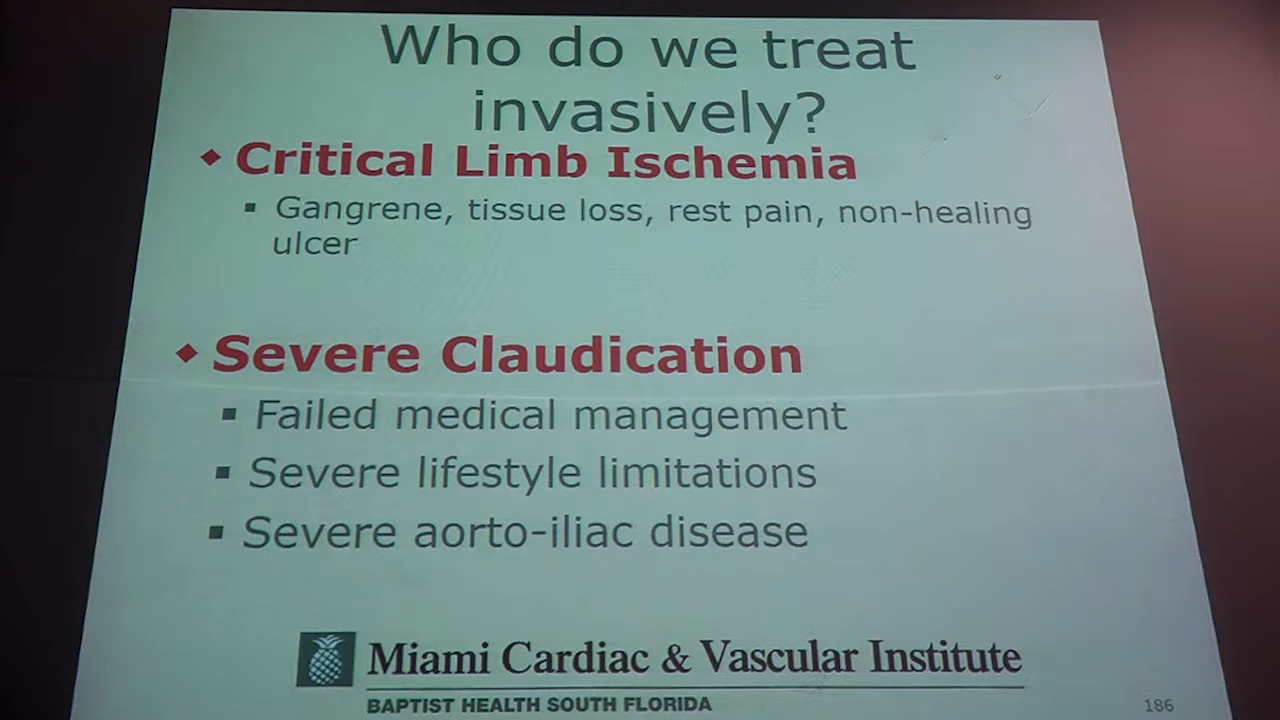 Who do we treat
invasively?
Critical Limb Ischemia
Gangrene, tissue loss, rest pain, non-healing
ulcer
Severe Claudication
Failed medical management
Severe lifestyle limitations
Severe aorto-iliac disease
Miami Cardiac & Vascular Institute
BAPTIST HEALTH SOUTH FLORIDA
186